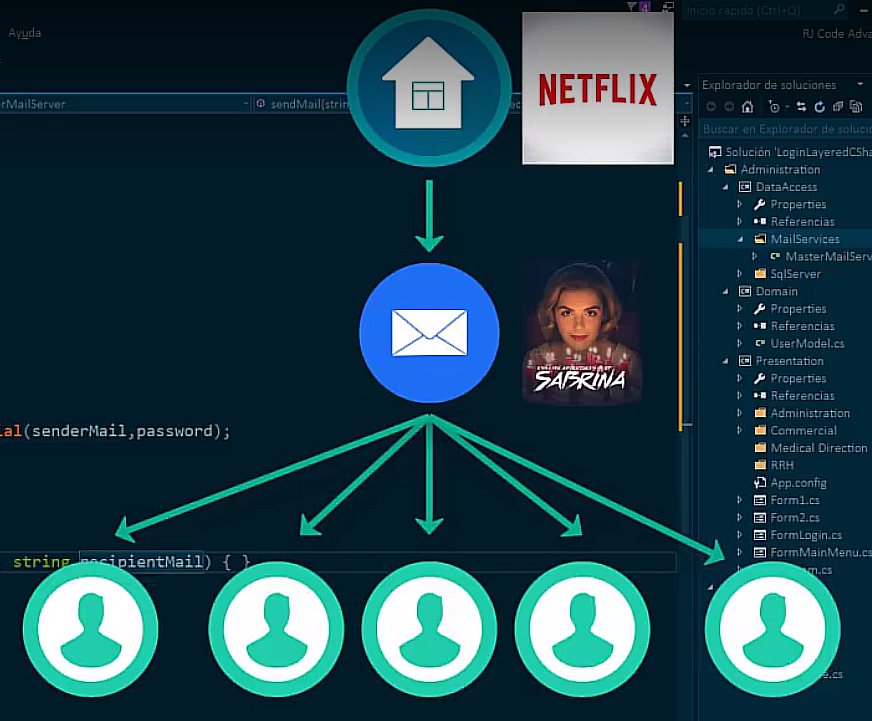 4
Inicio rápido (Ctrl+Q)
Ayuda
RJ Code Adva
NETFLIX
Explorador de soluciones
rMailServer
sendMail(strin
Buscar en Explorador de solucio
Solución 'LoginLayeredCSha
Administration
DataAccess
Properties
Referencias
MailServices
MasterMailServ
SqlServer
Domain
Properties
Referencias
UserModel.cs
Presentation
SABRINA
Properties
Referencias
Administration
Commercial
ial(senderMail,password);
Medical Direction
RRH
App.config
Form1.cs
Form2.cs
FormLogin.cs
FormMainMenu.cs
string recipientMail) { }